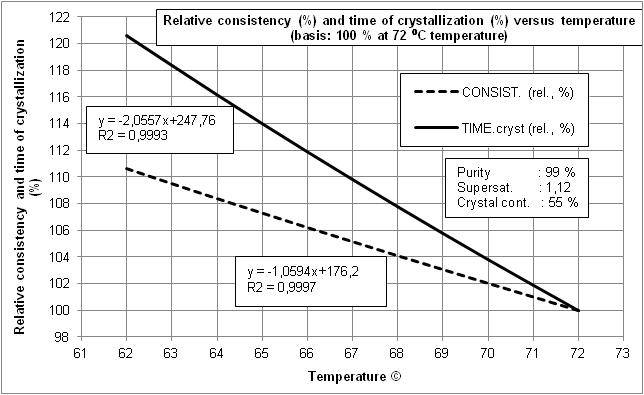 Relative consistency (%) and time of crystallization (%) versus temperature
(basis: 100 % at 72 ⁰C temperature)
Relative consistency and time of crystallization
(%)
122
120
118
116
114
112
110
108
106
104
102
100
98
CONSIST. (rel., %)
TIME.cryst (rel., %)
y = -2,0557x+247,76
R2 = 0,9993
Purity : 99 %
Supersat. : 1,12
Crystal cont. : 55 %
y = -1,0594x+176,2
R2 = 0,9997
61 62 63 64 65 66 67 68 69 70 71 72 73
Temperature ©